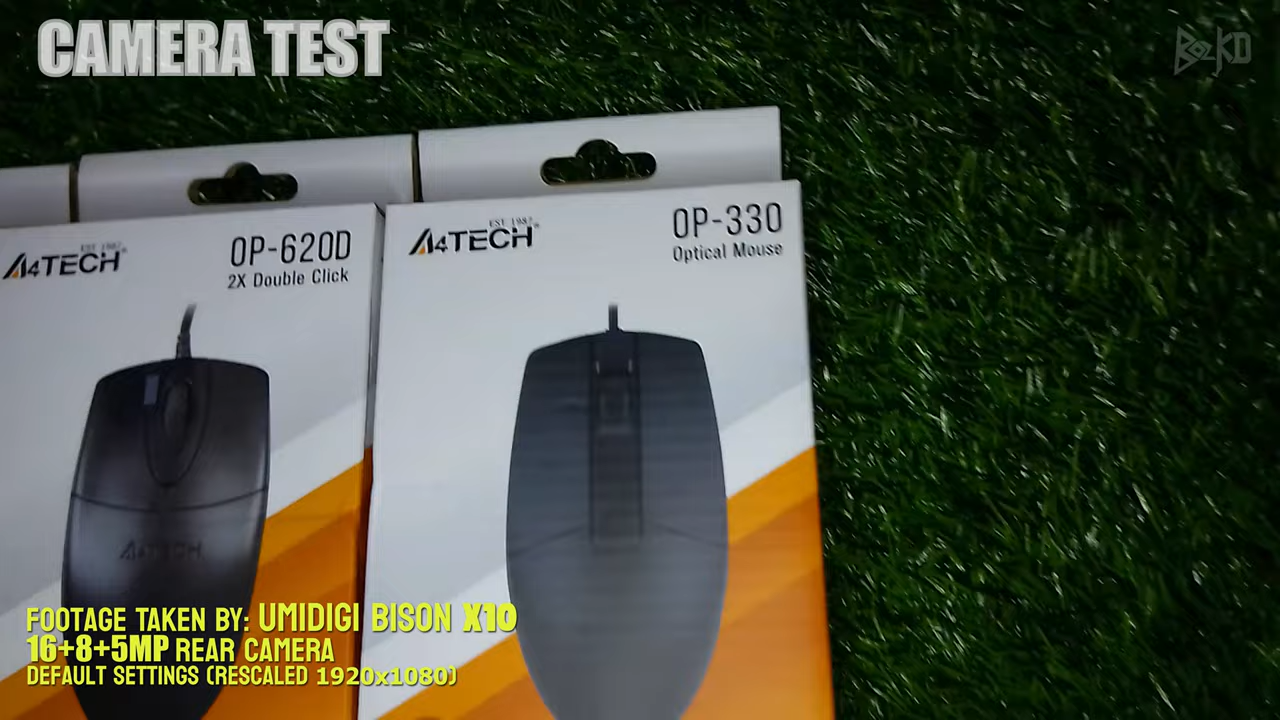 CAMERA TEST
BOZKD
EST. 1987
A4TECH
OP-620D
2X Double Click
A4TECH
EST. 1987
A4TECH
OP-330
Optical Mouse
FOOTAGE TAKEN BY: UMIDIGI BISON X10
16+8+5MP REAR CAMERA
DEFAULT SETTINGS (RESCALED 1920x1080)